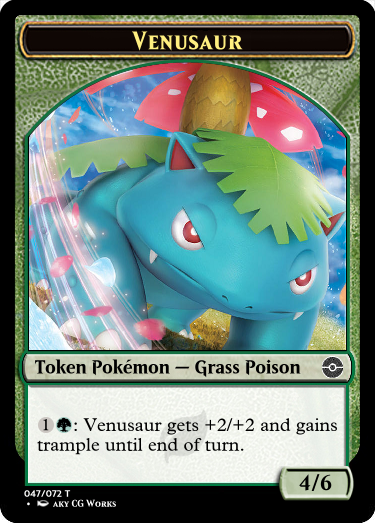 VENUSAUR
Token Pokémon — Grass Poison
1: Venusaur gets +2/+2 and gains
trample until end of turn.
4/6
047/072 T
• AKY CG WORKS